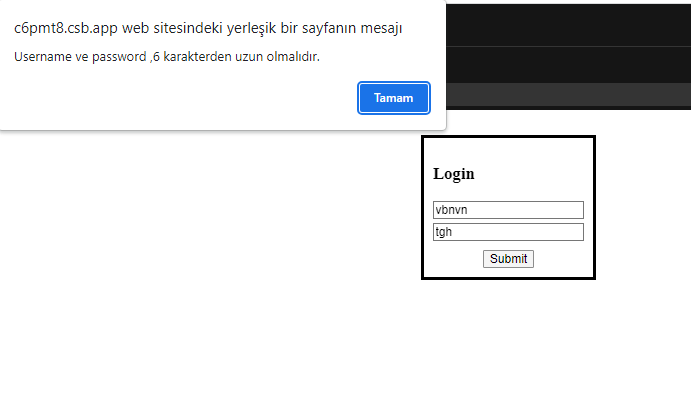 c6pmt8.csb.app web sitesindeki yerleşik bir sayfanın mesajı
Username ve password ,6 karakterden uzun olmalıdır.
Tamam
Login
vbnvn
tgh
Submit